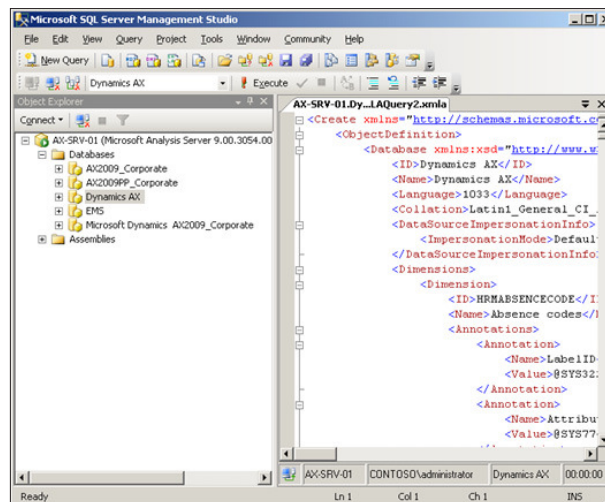 Microsoft SQL Server Management Studio
File Edit View Query Project Tools Window Community Help
New Query
Dynamics AX Execute
Object Explorer
Connect
AX-SRV-01 (Microsoft Analysis Server 9.00.3054.00
Databases
AX2009_Corporate
AX2009PP_Corporate
Dynamics AX
EMS
Microsoft Dynamics AX2009_Corporate
Assemblies
AX-SRV-01.Dy...LAQuery2.xmla
<Create xmlns="http://schemas.microsoft.co
<ObjectDefinition>
<Database xmlns:xsd="http://www.w
<ID>Dynamics AX</ID>
<Name>Dynamics AX</Name>
<Language>1033</Language>
<Collation>Latin1_General_CI_
<DataSourceImpersonationInfo>
<ImpersonationMode>Default
</DataSourceImpersonationInfo
<Dimensions>
<Dimension>
<ID>HRMABSENCECODE</I
<Name>Absence codes</
<Annotations>
<Annotation>
<Name>LabelID
<Value>@SYS32
</Annotation>
<Annotation>
<Name>Attribu
<Value>@SYS77
AX-SRV-01 CONTOSO\administrator Dynamics AX 00:00:00
Ready Ln 1 Col 1 Ch 1 INS